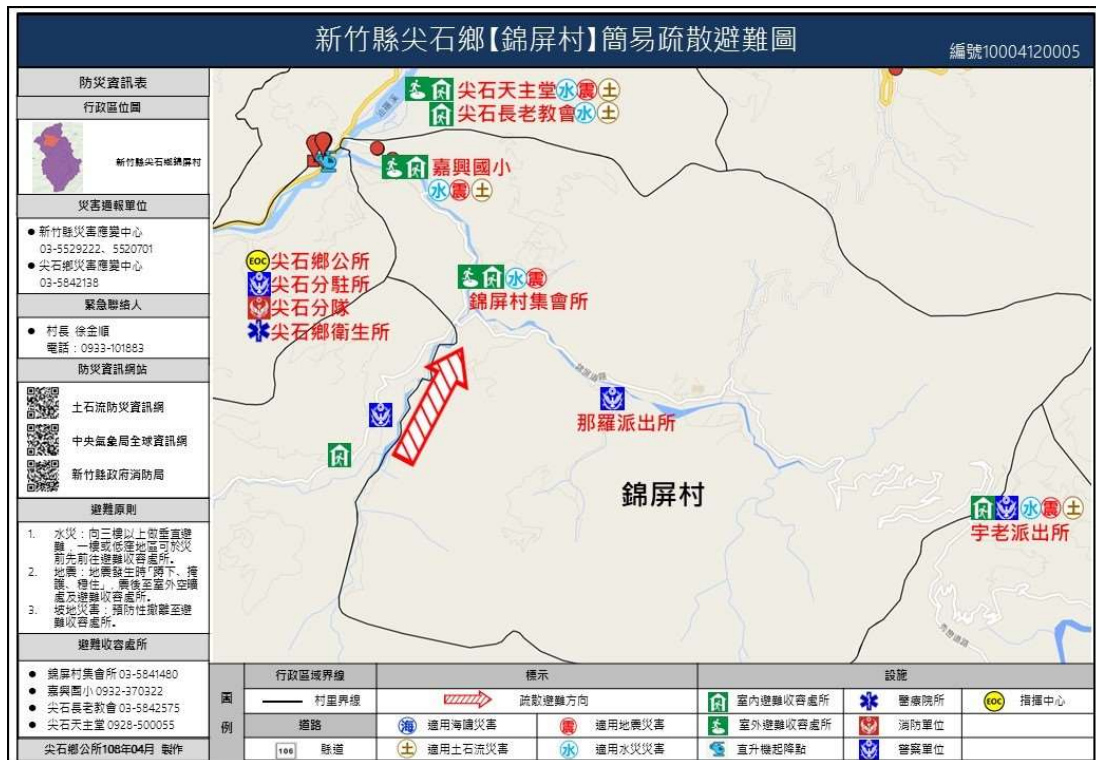 新竹縣尖石鄉【錦屏村】簡易疏散避難圖
編號10004120005
防災資訊表
行政區位圖
新竹縣尖石鄉錦屏村
災害通報單位
● 新竹縣災害應變中心
03-5529222、5520701
● 尖石鄉災害應變中心
03-5842138
緊急聯絡人
● 村長 徐金順
電話：0933-101883
防災資訊網站
土石流防災資訊網
中央氣象局全球資訊網
新竹縣政府消防局
避難原則
1. 水災：向三樓以上做垂直避
難，一樓或低窪地區可於災
前先前往避難收容處所。
2. 地震：地震發生時「蹲下、掩
護、穩住」，震後至室外空曠
處及避難收容處所。
3. 坡地災害：預防性撤離至避
難收容處所。
避難收容處所
● 錦屏村集會所 03-5841480
● 嘉興國小 0932-370322
● 尖石長老教會 03-5842575
● 尖石天主堂 0928-500055
尖石鄉公所108年04月 製作
尖石天主堂 水 震 土
尖石長老教會 水 土
嘉興國小
水 震 土
EOC 尖石鄉公所
尖石分駐所
尖石分隊
尖石鄉衛生所
水 震
錦屏村集會所
那羅派出所
錦屏村
水 震 土
宇老派出所
圖例
行政區域界線
村里界線
道路
106 縣道
標示
疏散避難方向
海 適用海嘯災害
震 適用地震災害
土 適用土石流災害
水 適用水災災害
設施
室內避難收容處所
醫療院所
EOC 指揮中心
室外避難收容處所
消防單位
直升機起降點
警察單位